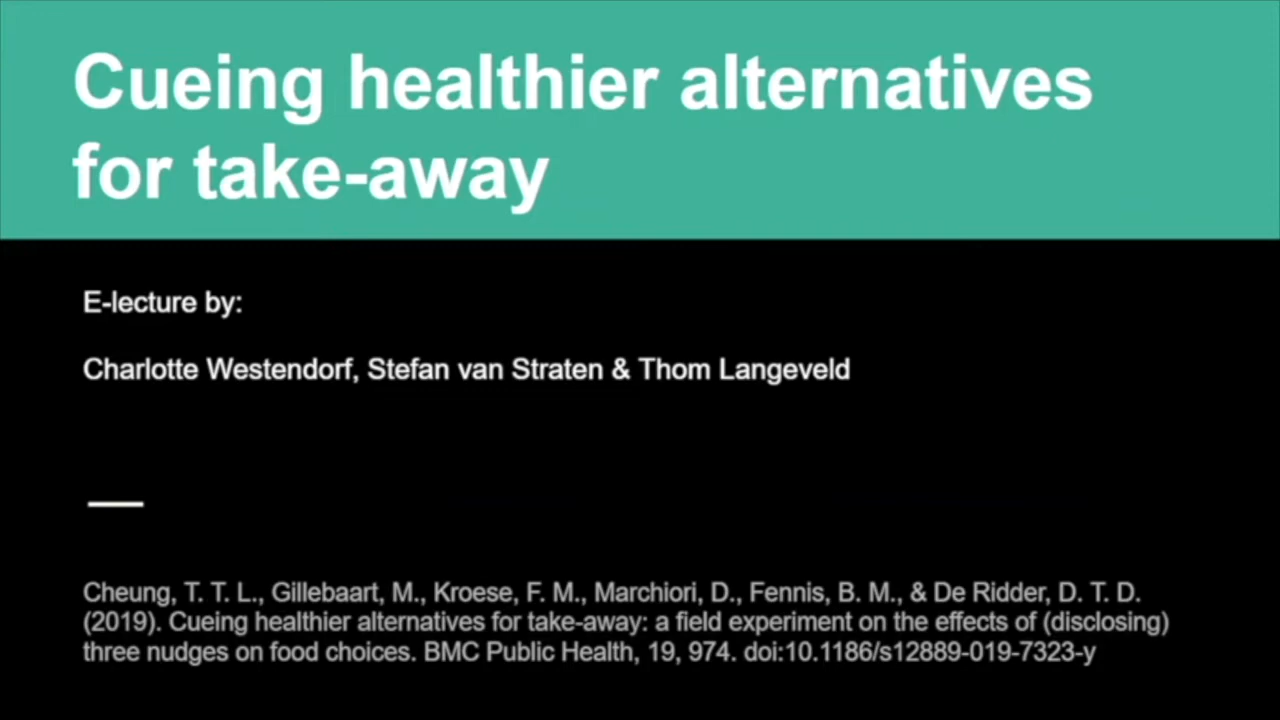 Cueing healthier alternatives
for take-away
E-lecture by:
Charlotte Westendorf, Stefan van Straten & Thom Langeveld
Cheung, T. T. L., Gillebaart, M., Kroese, F. M., Marchiori, D., Fennis, B. M., & De Ridder, D. T. D.
(2019). Cueing healthier alternatives for take-away: a field experiment on the effects of (disclosing)
three nudges on food choices. BMC Public Health, 19, 974. doi:10.1186/s12889-019-7323-y